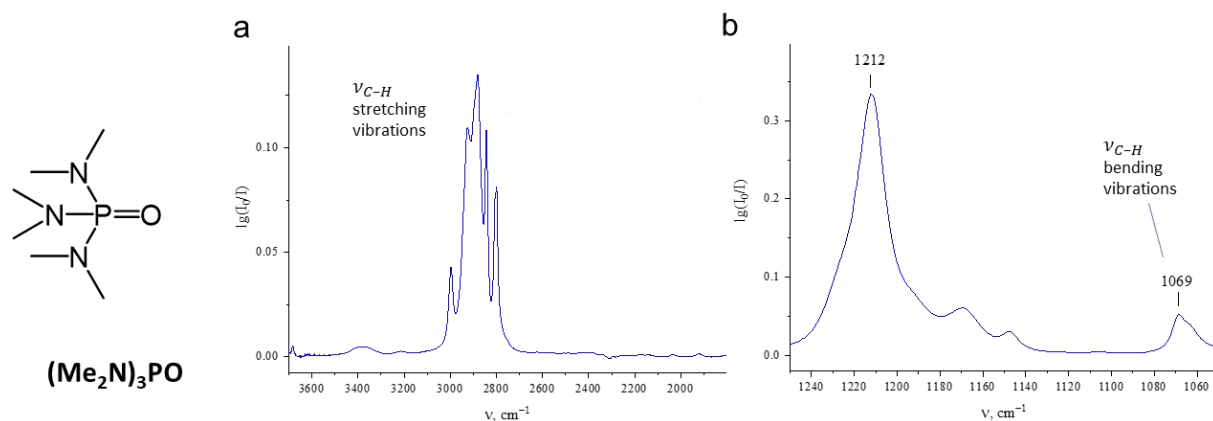 N
N
P
O
N
(Me₂N)₃PO
a
ν_C–H
stretching
vibrations
lg(I₀/I)
0.10
0.05
0.00
3600
3400
3200
3000
2800
2600
2400
2200
2000
ν, cm⁻¹
b
1212
ν_C–H
bending
vibrations
1069
lg(I₀/I)
0.3
0.2
0.1
0.0
1240
1220
1200
1180
1160
1140
1120
1100
1080
1060
ν, cm⁻¹